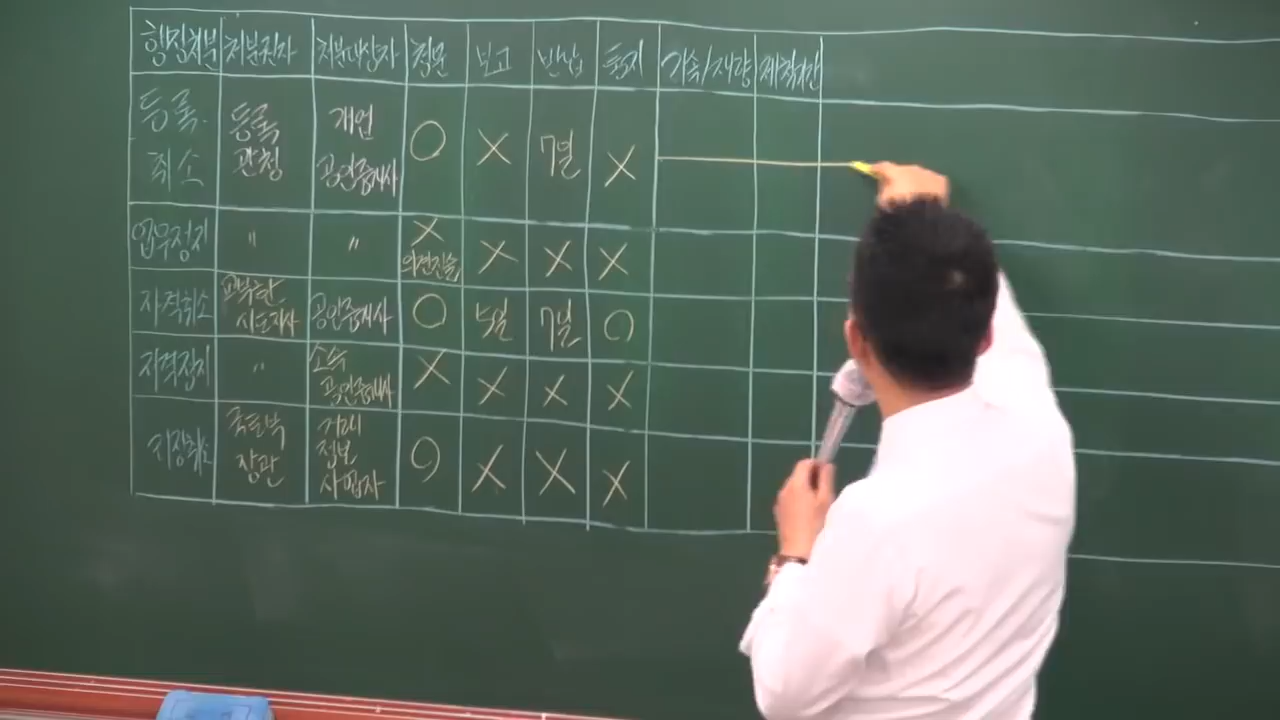 행정처분 처분권자 처분대상자 청문 보고 반납 통지 기속/재량 제척기간
등록 취소 등록 관청 개업 공인중개사 ○ X 7일 X
업무정지 〃 〃 X 의견진술 X X X
자격취소 교부한 시·도지사 공인중개사 ○ 5일 7일 ○
자격정지 〃 소속 공인중개사 X X X X
지정취소 국토부 장관 거래 정보 사업자 ○ X X X